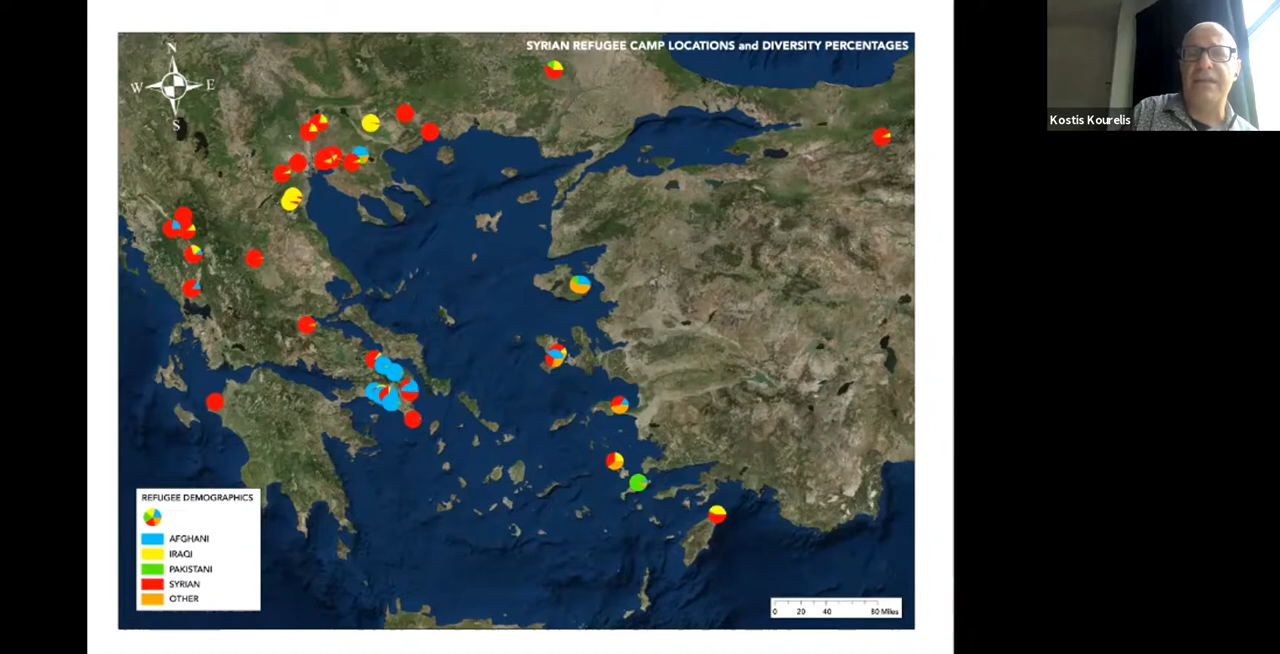 SYRIAN REFUGEE CAMP LOCATIONS and DIVERSITY PERCENTAGES
N
W E
S
Kostis Kourelis
REFUGEE DEMOGRAPHICS
AFGHANI
IRAQI
PAKISTANI
SYRIAN
OTHER
0 20 40 80 Miles